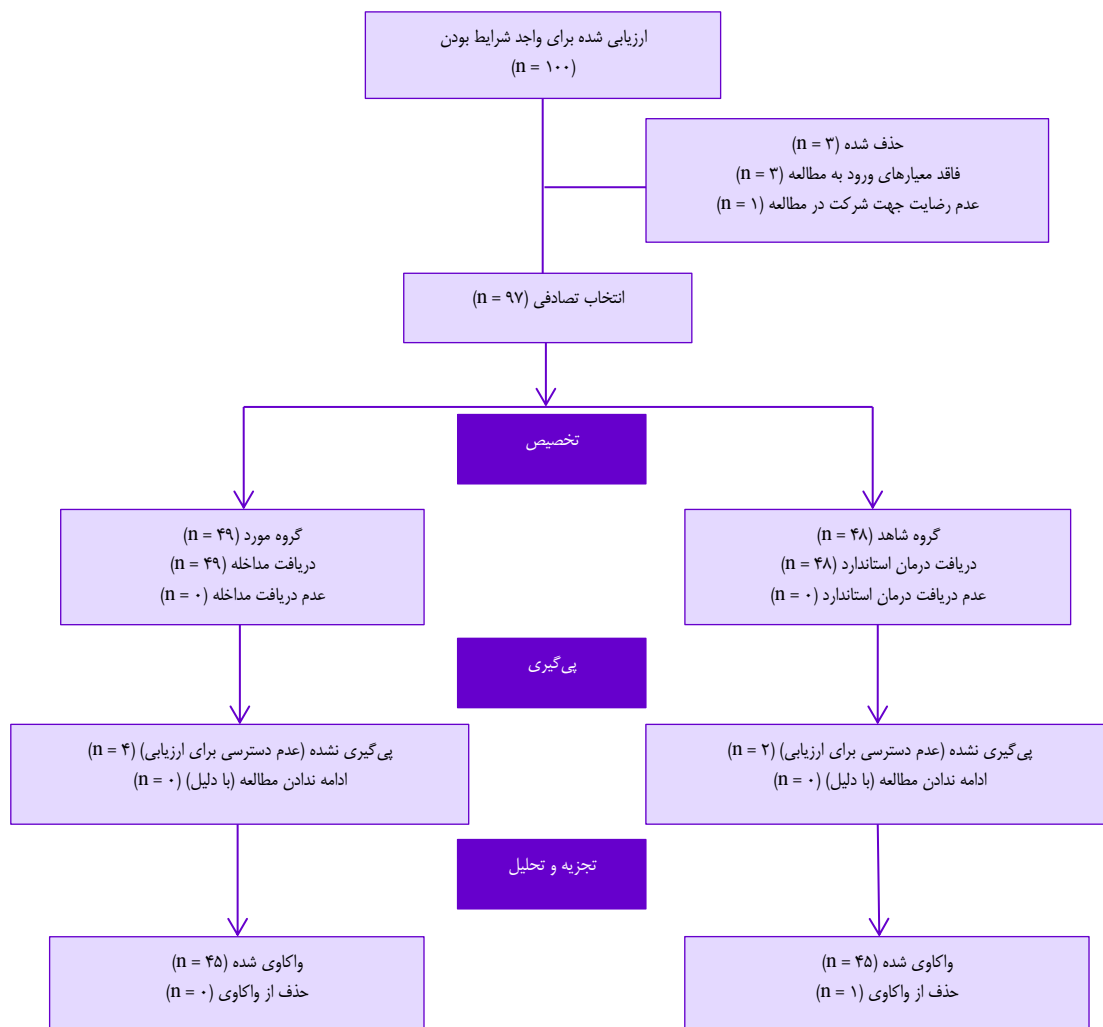 ارزیابی شده برای واجد شرایط بودن
(n = ۱۰۰)
حذف شده (n = ۳)
فاقد معیارهای ورود به مطالعه (n = ۳)
عدم رضایت جهت شرکت در مطالعه (n = ۱)
انتخاب تصادفی (n = ۹۷)
تخصیص
گروه شاهد (n = ۴۸)
دریافت درمان استاندارد (n = ۴۸)
عدم دریافت درمان استاندارد (n = ۰)
گروه مورد (n = ۴۹)
دریافت مداخله (n = ۴۹)
عدم دریافت مداخله (n = ۰)
پی‌گیری
پی‌گیری نشده (عدم دسترسی برای ارزیابی) (n = ۲)
ادامه ندادن مطالعه (با دلیل) (n = ۰)
پی‌گیری نشده (عدم دسترسی برای ارزیابی) (n = ۴)
ادامه ندادن مطالعه (با دلیل) (n = ۰)
تجزیه و تحلیل
واکاوی شده (n = ۴۵)
حذف از واکاوی (n = ۱)
واکاوی شده (n = ۴۵)
حذف از واکاوی (n = ۰)